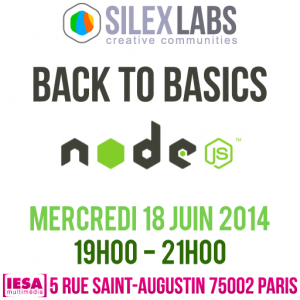 SILEX LABS
creative communities
BACK TO BASICS
node JS™
MERCREDI 18 JUIN 2014
19H00 – 21H00
IESA multimédia 5 RUE SAINT-AUGUSTIN 75002 PARIS